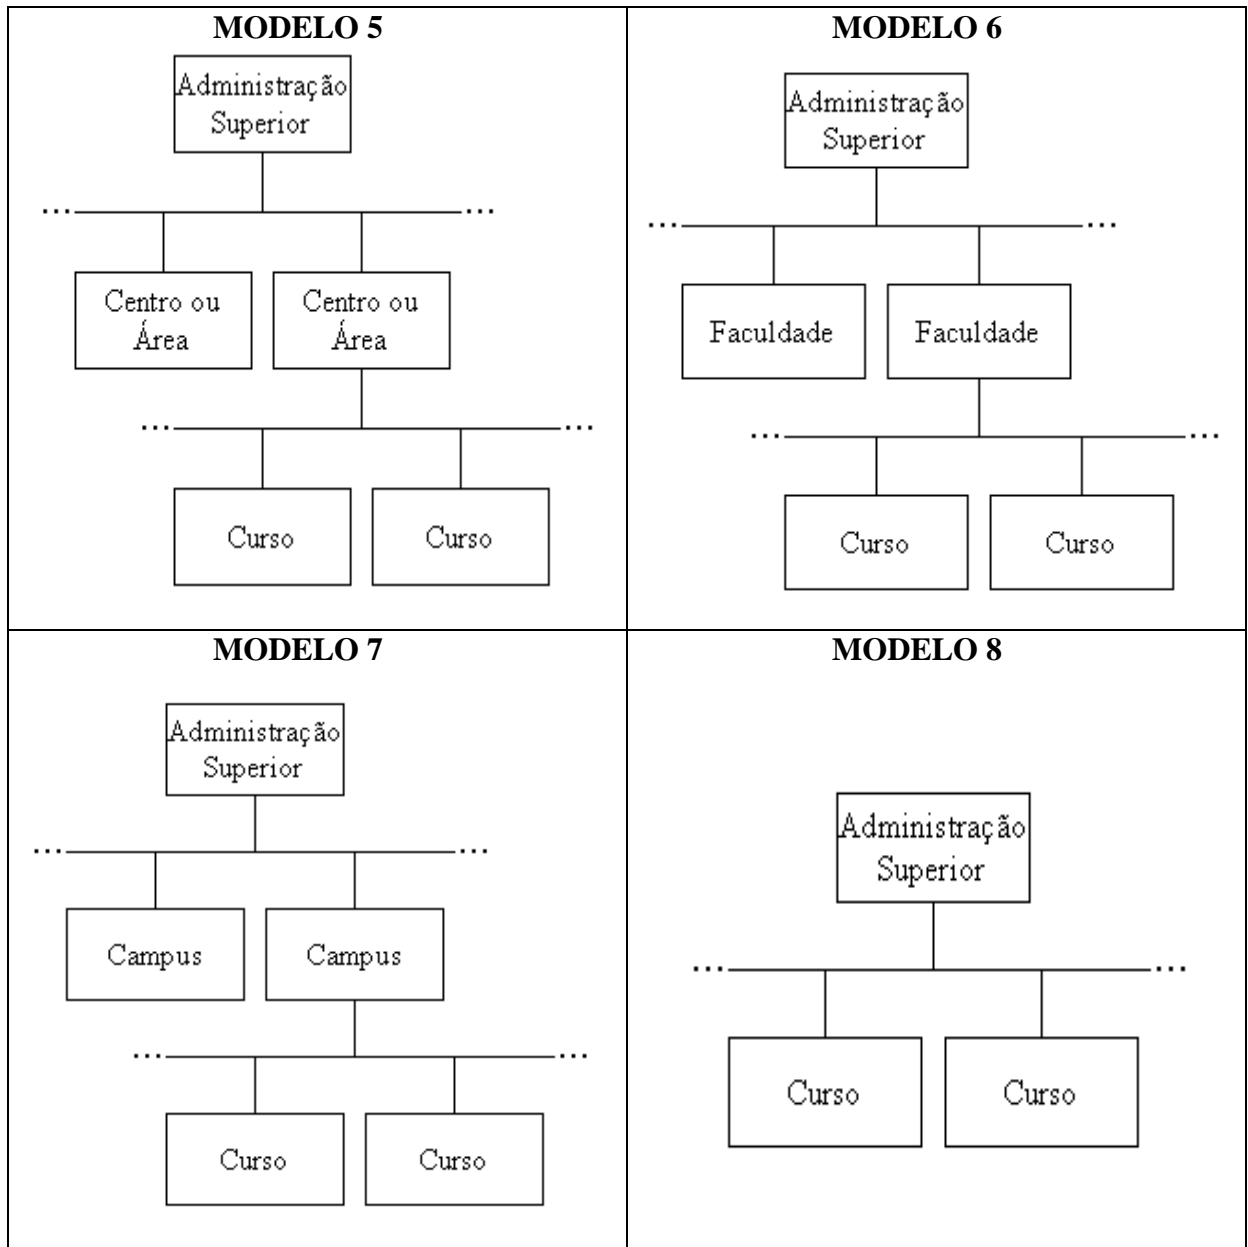 MODELO 5
Administração
Superior
... ...
Centro ou
Área
Centro ou
Área
... ...
Curso
Curso
MODELO 6
Administração
Superior
... ...
Faculdade
Faculdade
... ...
Curso
Curso
MODELO 7
Administração
Superior
... ...
Campus
Campus
... ...
Curso
Curso
MODELO 8
Administração
Superior
... ...
Curso
Curso